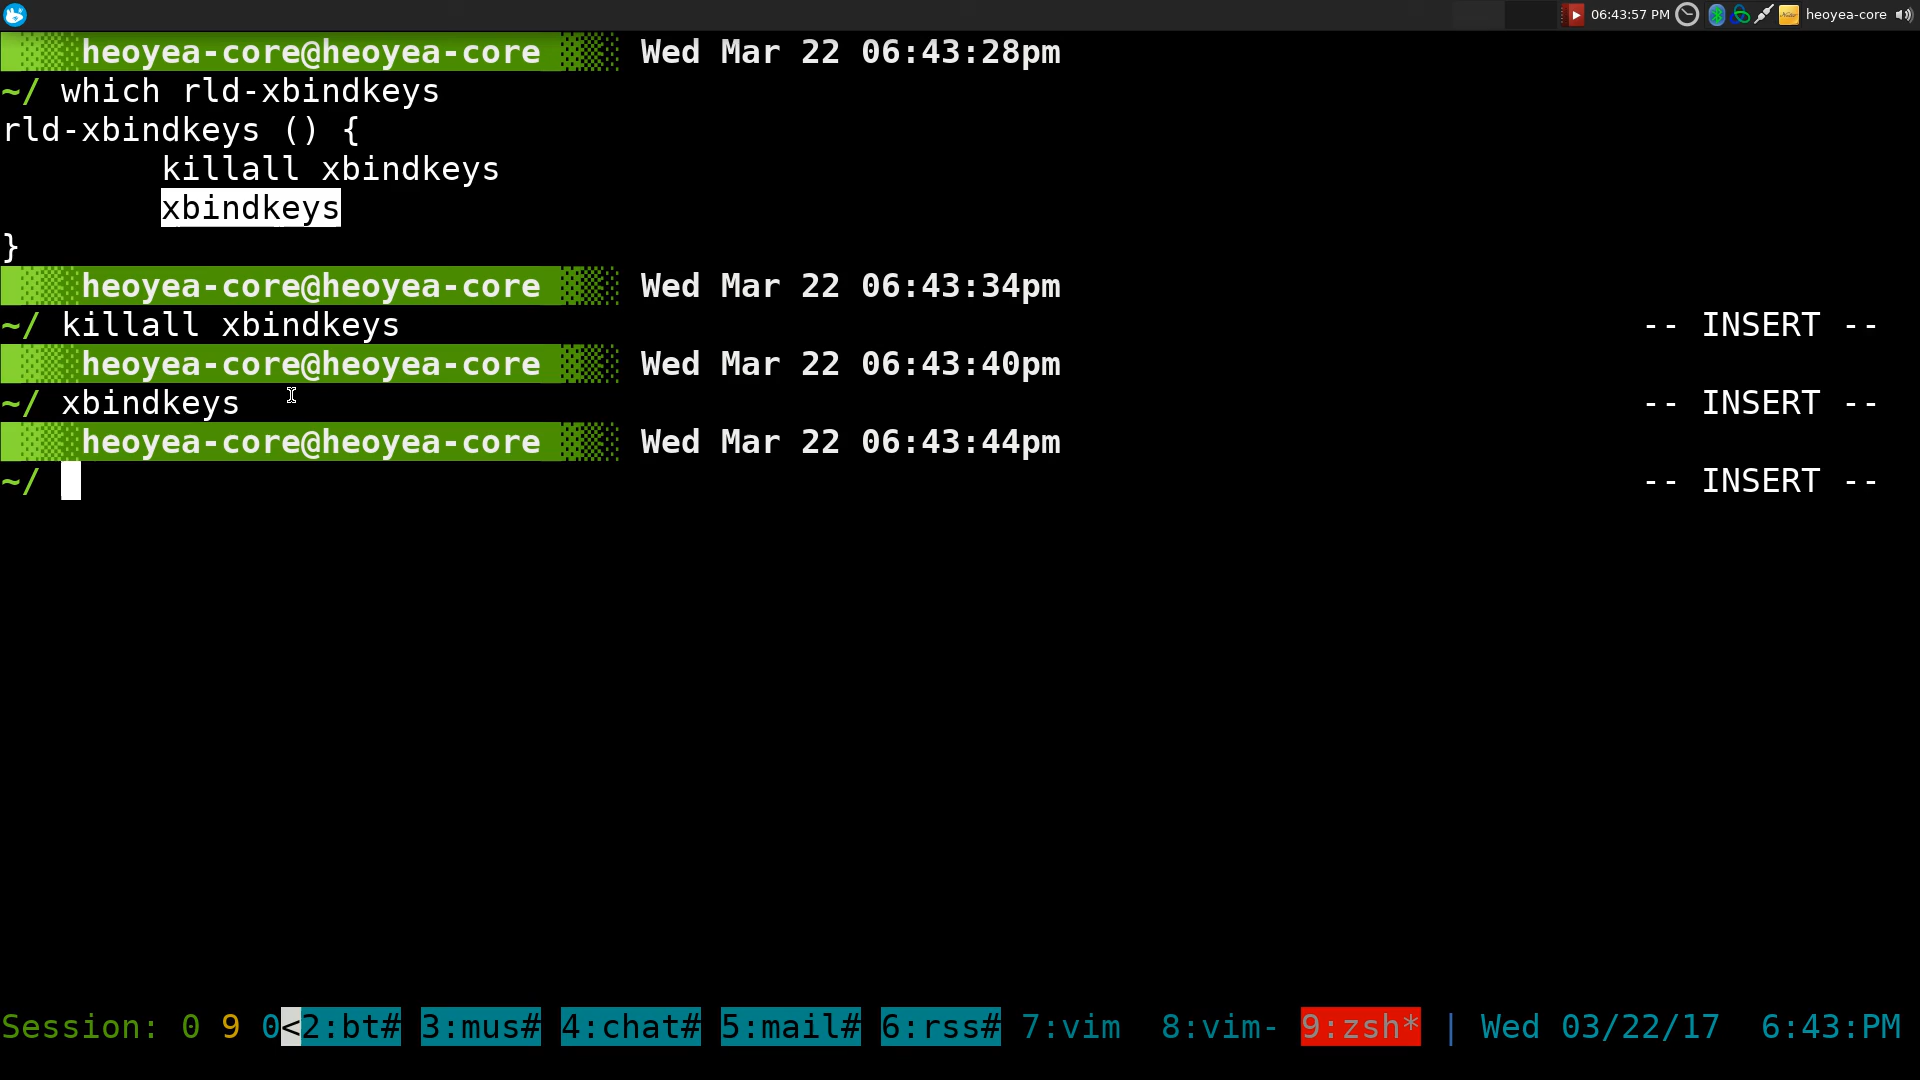 06:43:57 PM heoyea-core
heoyea-core@heoyea-core Wed Mar 22 06:43:28pm
~/ which rld-xbindkeys
rld-xbindkeys () {
killall xbindkeys
xbindkeys
}
heoyea-core@heoyea-core Wed Mar 22 06:43:34pm
~/ killall xbindkeys -- INSERT --
heoyea-core@heoyea-core Wed Mar 22 06:43:40pm
~/ xbindkeys -- INSERT --
heoyea-core@heoyea-core Wed Mar 22 06:43:44pm
~/ -- INSERT --
Session: 0 9 0<2:bt# 3:mus# 4:chat# 5:mail# 6:rss# 7:vim 8:vim- 9:zsh* | Wed 03/22/17 6:43:PM